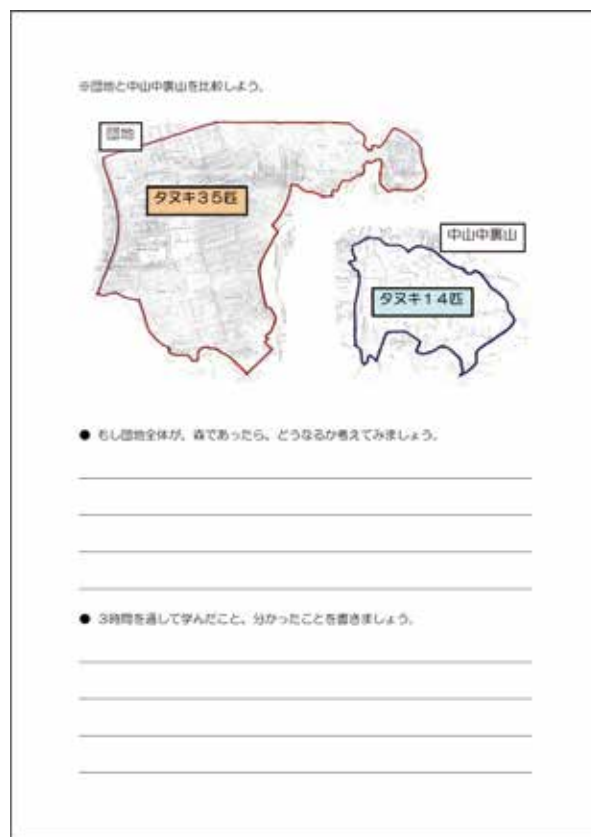 ※団地と中山中裏山を比較しよう。
団地
タヌキ35匹
中山中裏山
タヌキ14匹
● もし団地全体が、森であったら、どうなるか考えてみましょう。
● 3時間を通して学んだこと、分かったことを書きましょう。